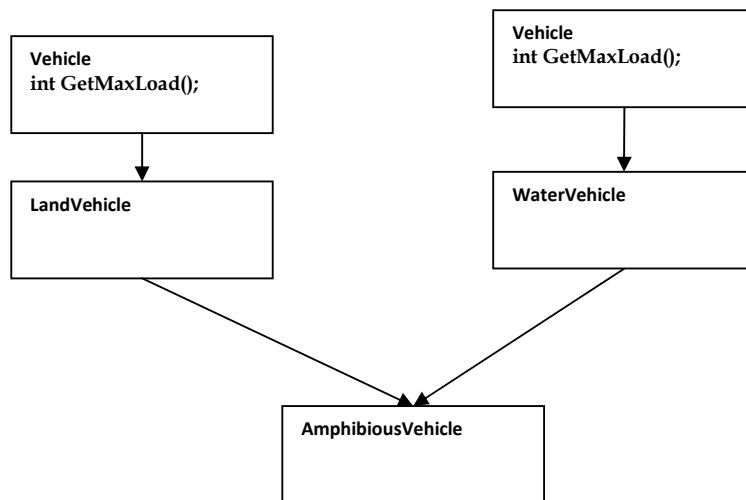 Vehicle
int GetMaxLoad();
Vehicle
int GetMaxLoad();
LandVehicle
WaterVehicle
AmphibiousVehicle